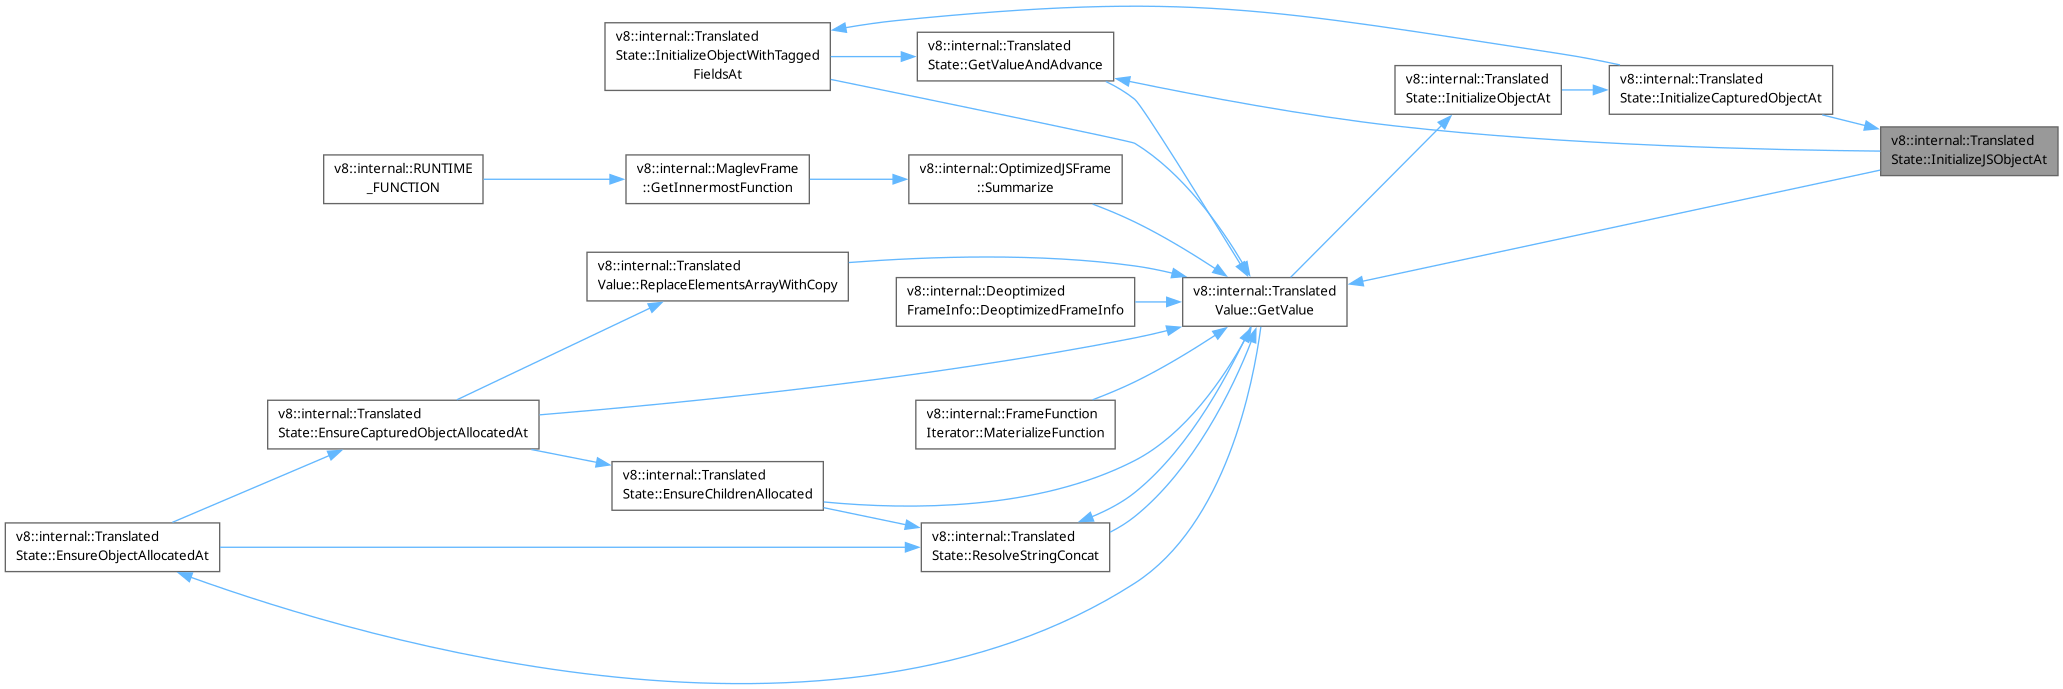 v8::internal::Translated
State::InitializeObjectWithTagged
FieldsAt
v8::internal::Translated
State::GetValueAndAdvance
v8::internal::Translated
State::InitializeObjectAt
v8::internal::Translated
State::InitializeCapturedObjectAt
v8::internal::Translated
State::InitializeJSObjectAt
v8::internal::RUNTIME
_FUNCTION
v8::internal::MaglevFrame
::GetInnermostFunction
v8::internal::OptimizedJSFrame
::Summarize
v8::internal::Translated
Value::ReplaceElementsArrayWithCopy
v8::internal::Deoptimized
FrameInfo::DeoptimizedFrameInfo
v8::internal::Translated
Value::GetValue
v8::internal::Translated
State::EnsureCapturedObjectAllocatedAt
v8::internal::FrameFunction
Iterator::MaterializeFunction
v8::internal::Translated
State::EnsureChildrenAllocated
v8::internal::Translated
State::EnsureObjectAllocatedAt
v8::internal::Translated
State::ResolveStringConcat